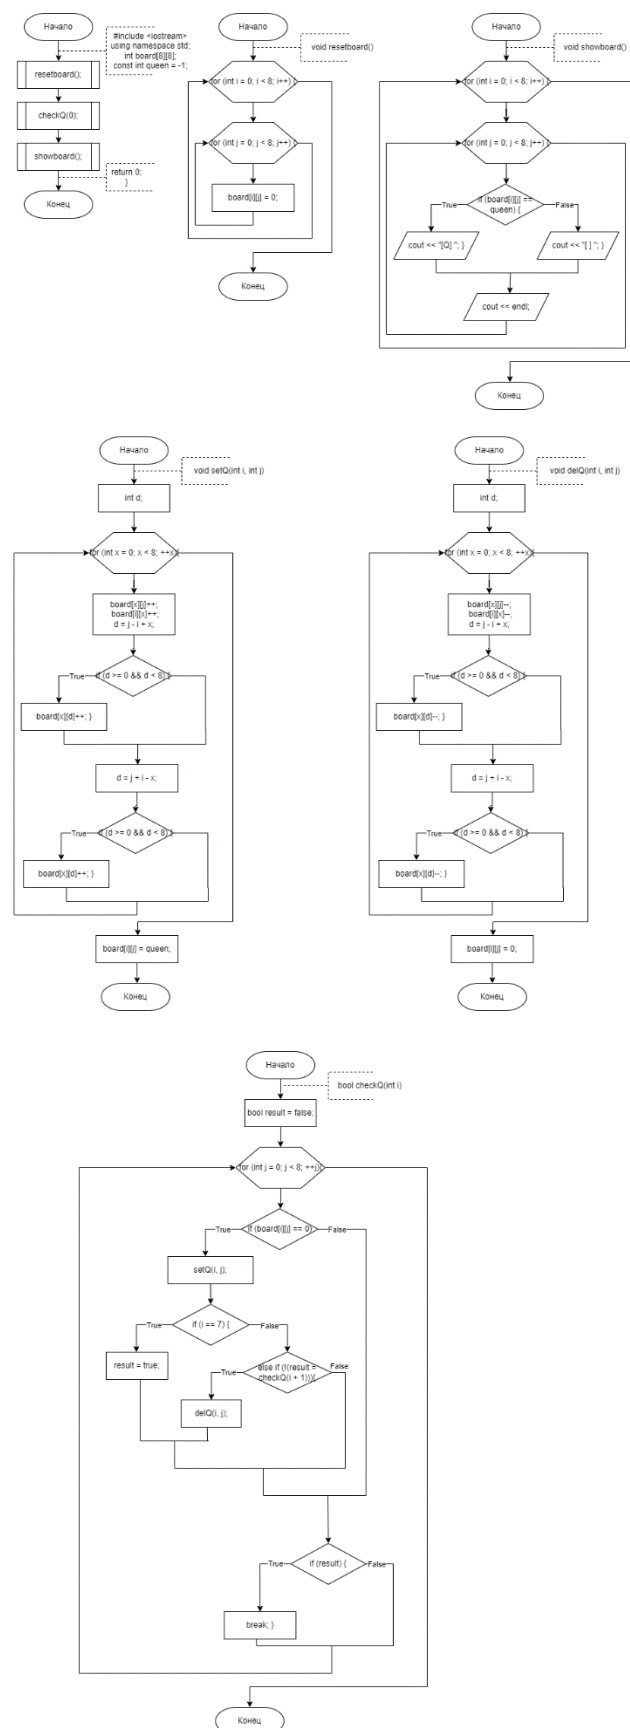 Начало
#include <iostream>
using namespace std;
int board[8][8];
const int queen = -1;
resetboard();
checkQ(0);
showboard();
return 0;
}
Конец
Начало
void resetboard()
for (int i = 0; i < 8; i++) {
for (int j = 0; j < 8; j++) {
board[i][j] = 0;
Конец
Начало
void showboard()
for (int i = 0; i < 8; i++) {
for (int j = 0; j < 8; j++) {
if (board[i][j] ==
queen) {
True
False
cout << "[Q] "; }
cout << "[ ] "; }
cout << endl;
Конец
Начало
void setQ(int i, int j)
int d;
for (int x = 0; x < 8; ++x){
board[x][j]++;
board[i][x]++;
d = j - i + x;
if (d >= 0 && d < 8) {
True
board[x][d]++; }
d = j + i - x;
if (d >= 0 && d < 8) {
True
board[x][d]++; }
board[i][j] = queen;
Конец
Начало
void delQ(int i, int j)
int d;
for (int x = 0; x < 8; ++x){
board[x][j]--;
board[i][x]--;
d = j - i + x;
if (d >= 0 && d < 8) {
True
board[x][d]--; }
d = j + i - x;
if (d >= 0 && d < 8) {
True
board[x][d]--; }
board[i][j] = 0;
Конец
Начало
bool checkQ(int i)
bool result = false;
for (int j = 0; j < 8; ++j){
if (board[i][j] == 0)
True
False
setQ(i, j);
if (i == 7) {
True
False
result = true;
else if (!(result =
checkQ(i + 1))){
True
False
delQ(i, j);
if (result) {
True
False
break; }
Конец